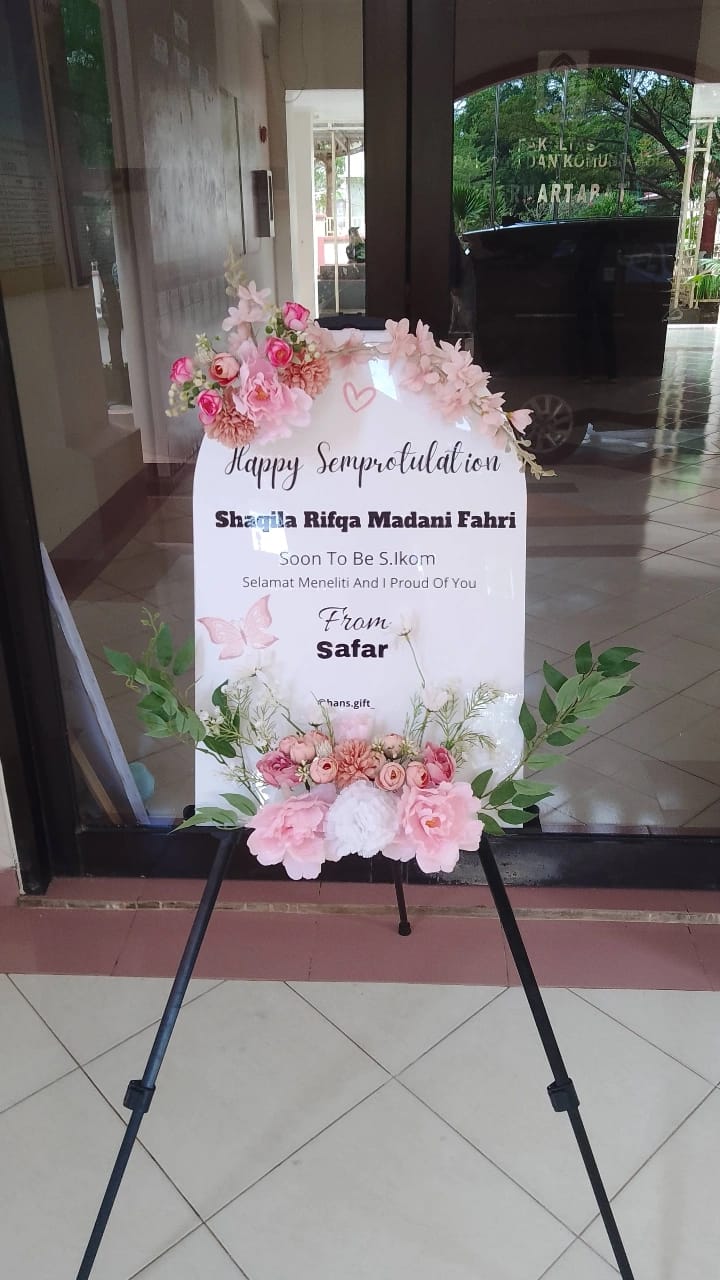 DAN
Happy Semprotulation
Shaqila Rifqa Madani Fahri
Soon To Be S.Ikom
Selamat Meneliti And I Proud Of You
From
Safar
@hans.gift_